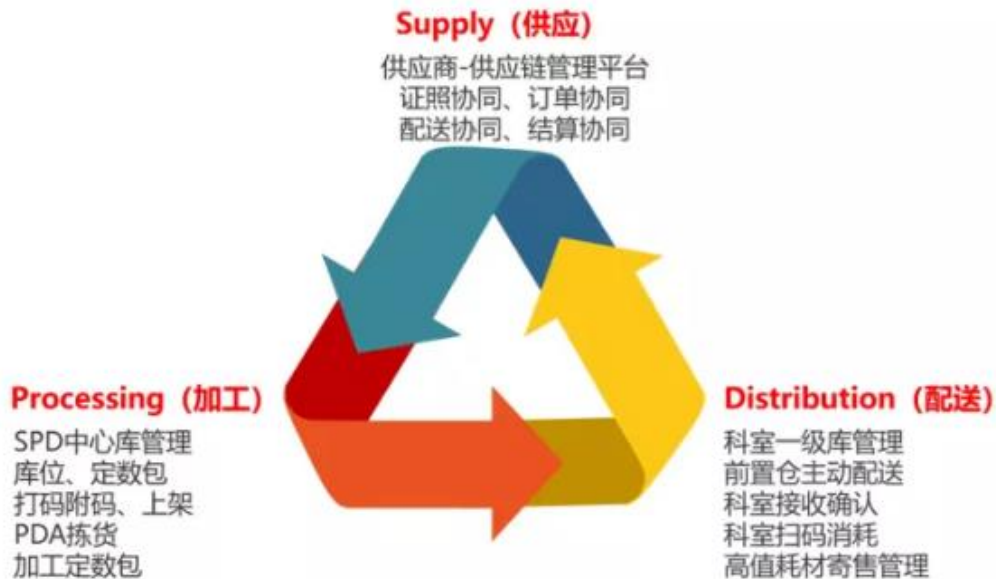 Supply（供应）
供应商-供应链管理平台
证照协同、订单协同
配送协同、结算协同
Processing（加工）
SPD中心库管理
库位、定数包
打码附码、上架
PDA拣货
加工定数包
Distribution（配送）
科室一级库管理
前置仓主动配送
科室接收确认
科室扫码消耗
高值耗材寄售管理